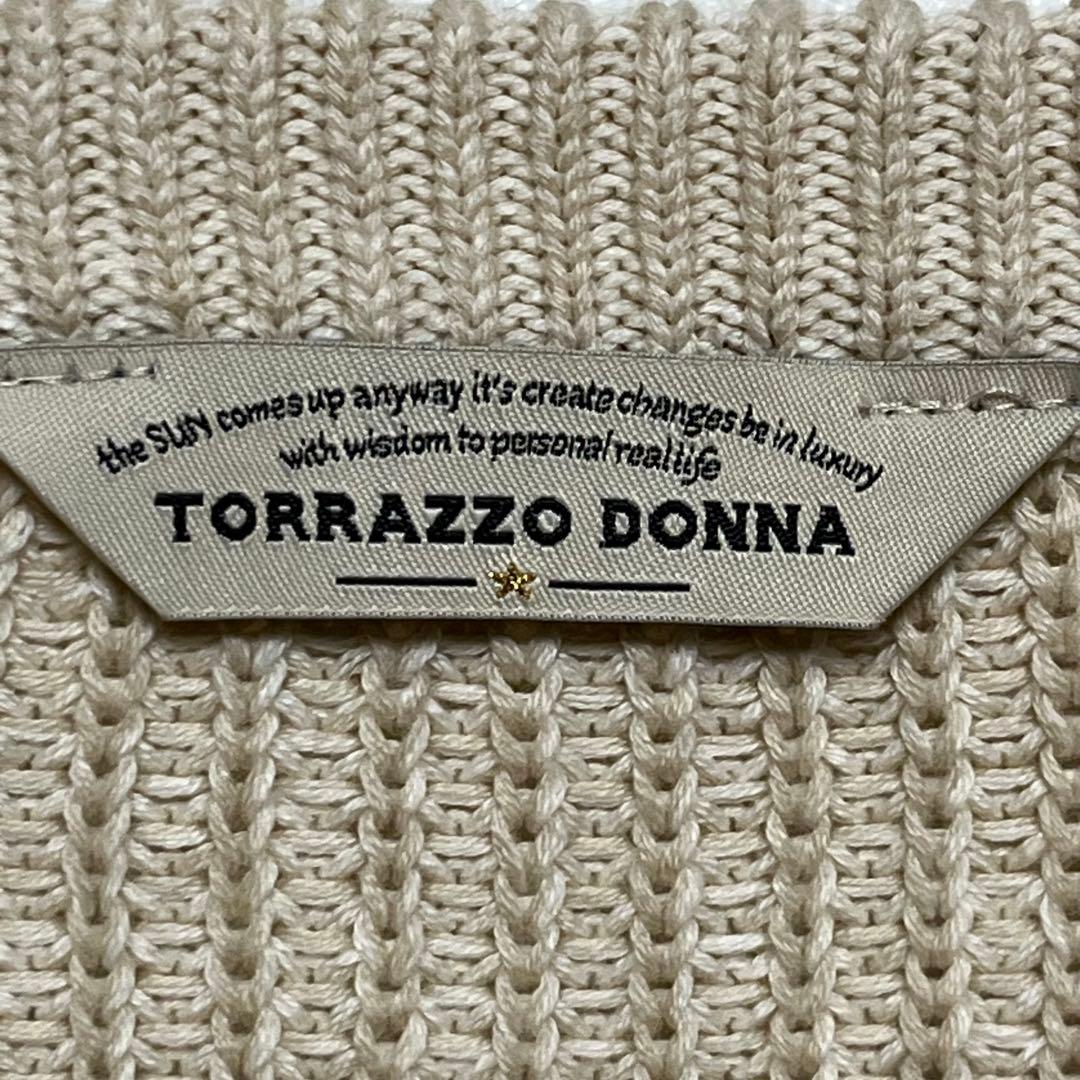 the SUN comes up anyway it's create changes be in luxury
with wisdom to personal real life
TORRAZZO DONNA